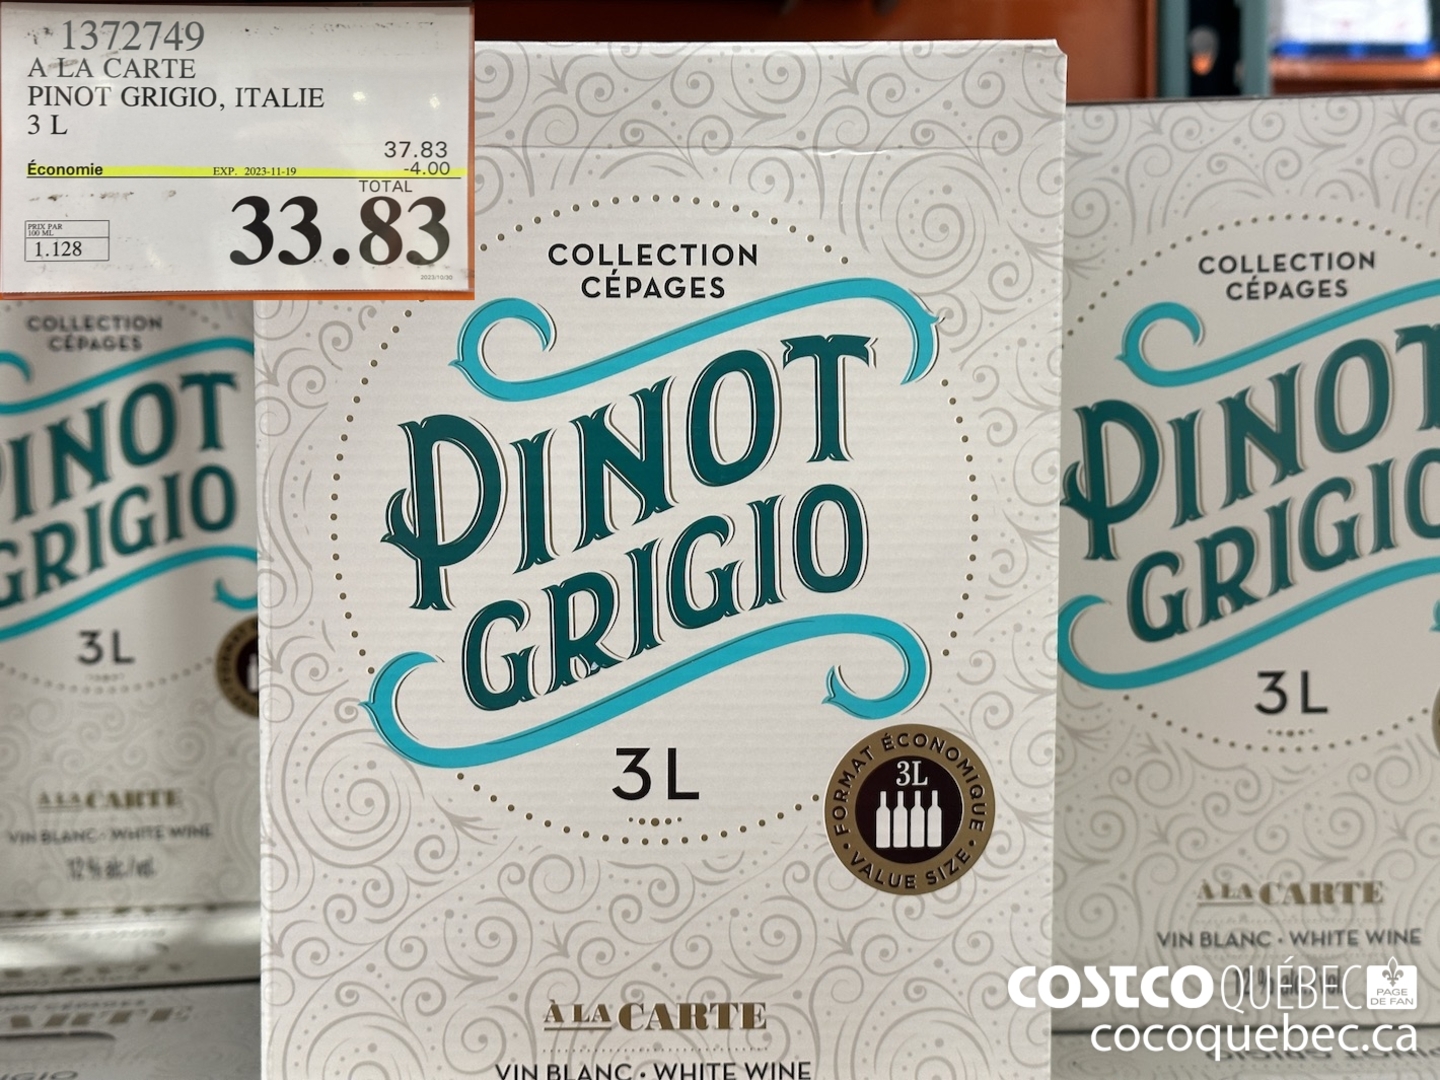 1372749
A LA CARTE
PINOT GRIGIO, ITALIE
3 L
37.83
Économie EXP. 2023-11-19 -4.00
TOTAL
33.83
PRIX PAR
100 ML
1.128
2023/10/30
COLLECTION
CÉPAGES
PINOT
GRIGIO
3L
FORMAT ÉCONOMIQUE
3L
VALUE SIZE
À LA CARTE
VIN BLANC • WHITE WINE
COLLECTION
CÉPAGES
PINOT
GRIGIO
3L
À LA CARTE
VIN BLANC • WHITE WINE
12 % alc./vol.
COLLECTION
CÉPAGES
PINOT
GRIGIO
3L
À LA CARTE
VIN BLANC • WHITE WINE
COSTCO QUÉBEC PAGE
DE FAN
cocoquebec.ca